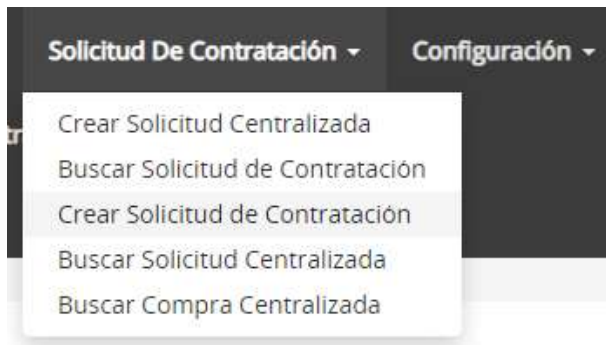 Solicitud De Contratación Configuración
tr
Crear Solicitud Centralizada
Buscar Solicitud de Contratación
Crear Solicitud de Contratación
Buscar Solicitud Centralizada
Buscar Compra Centralizada